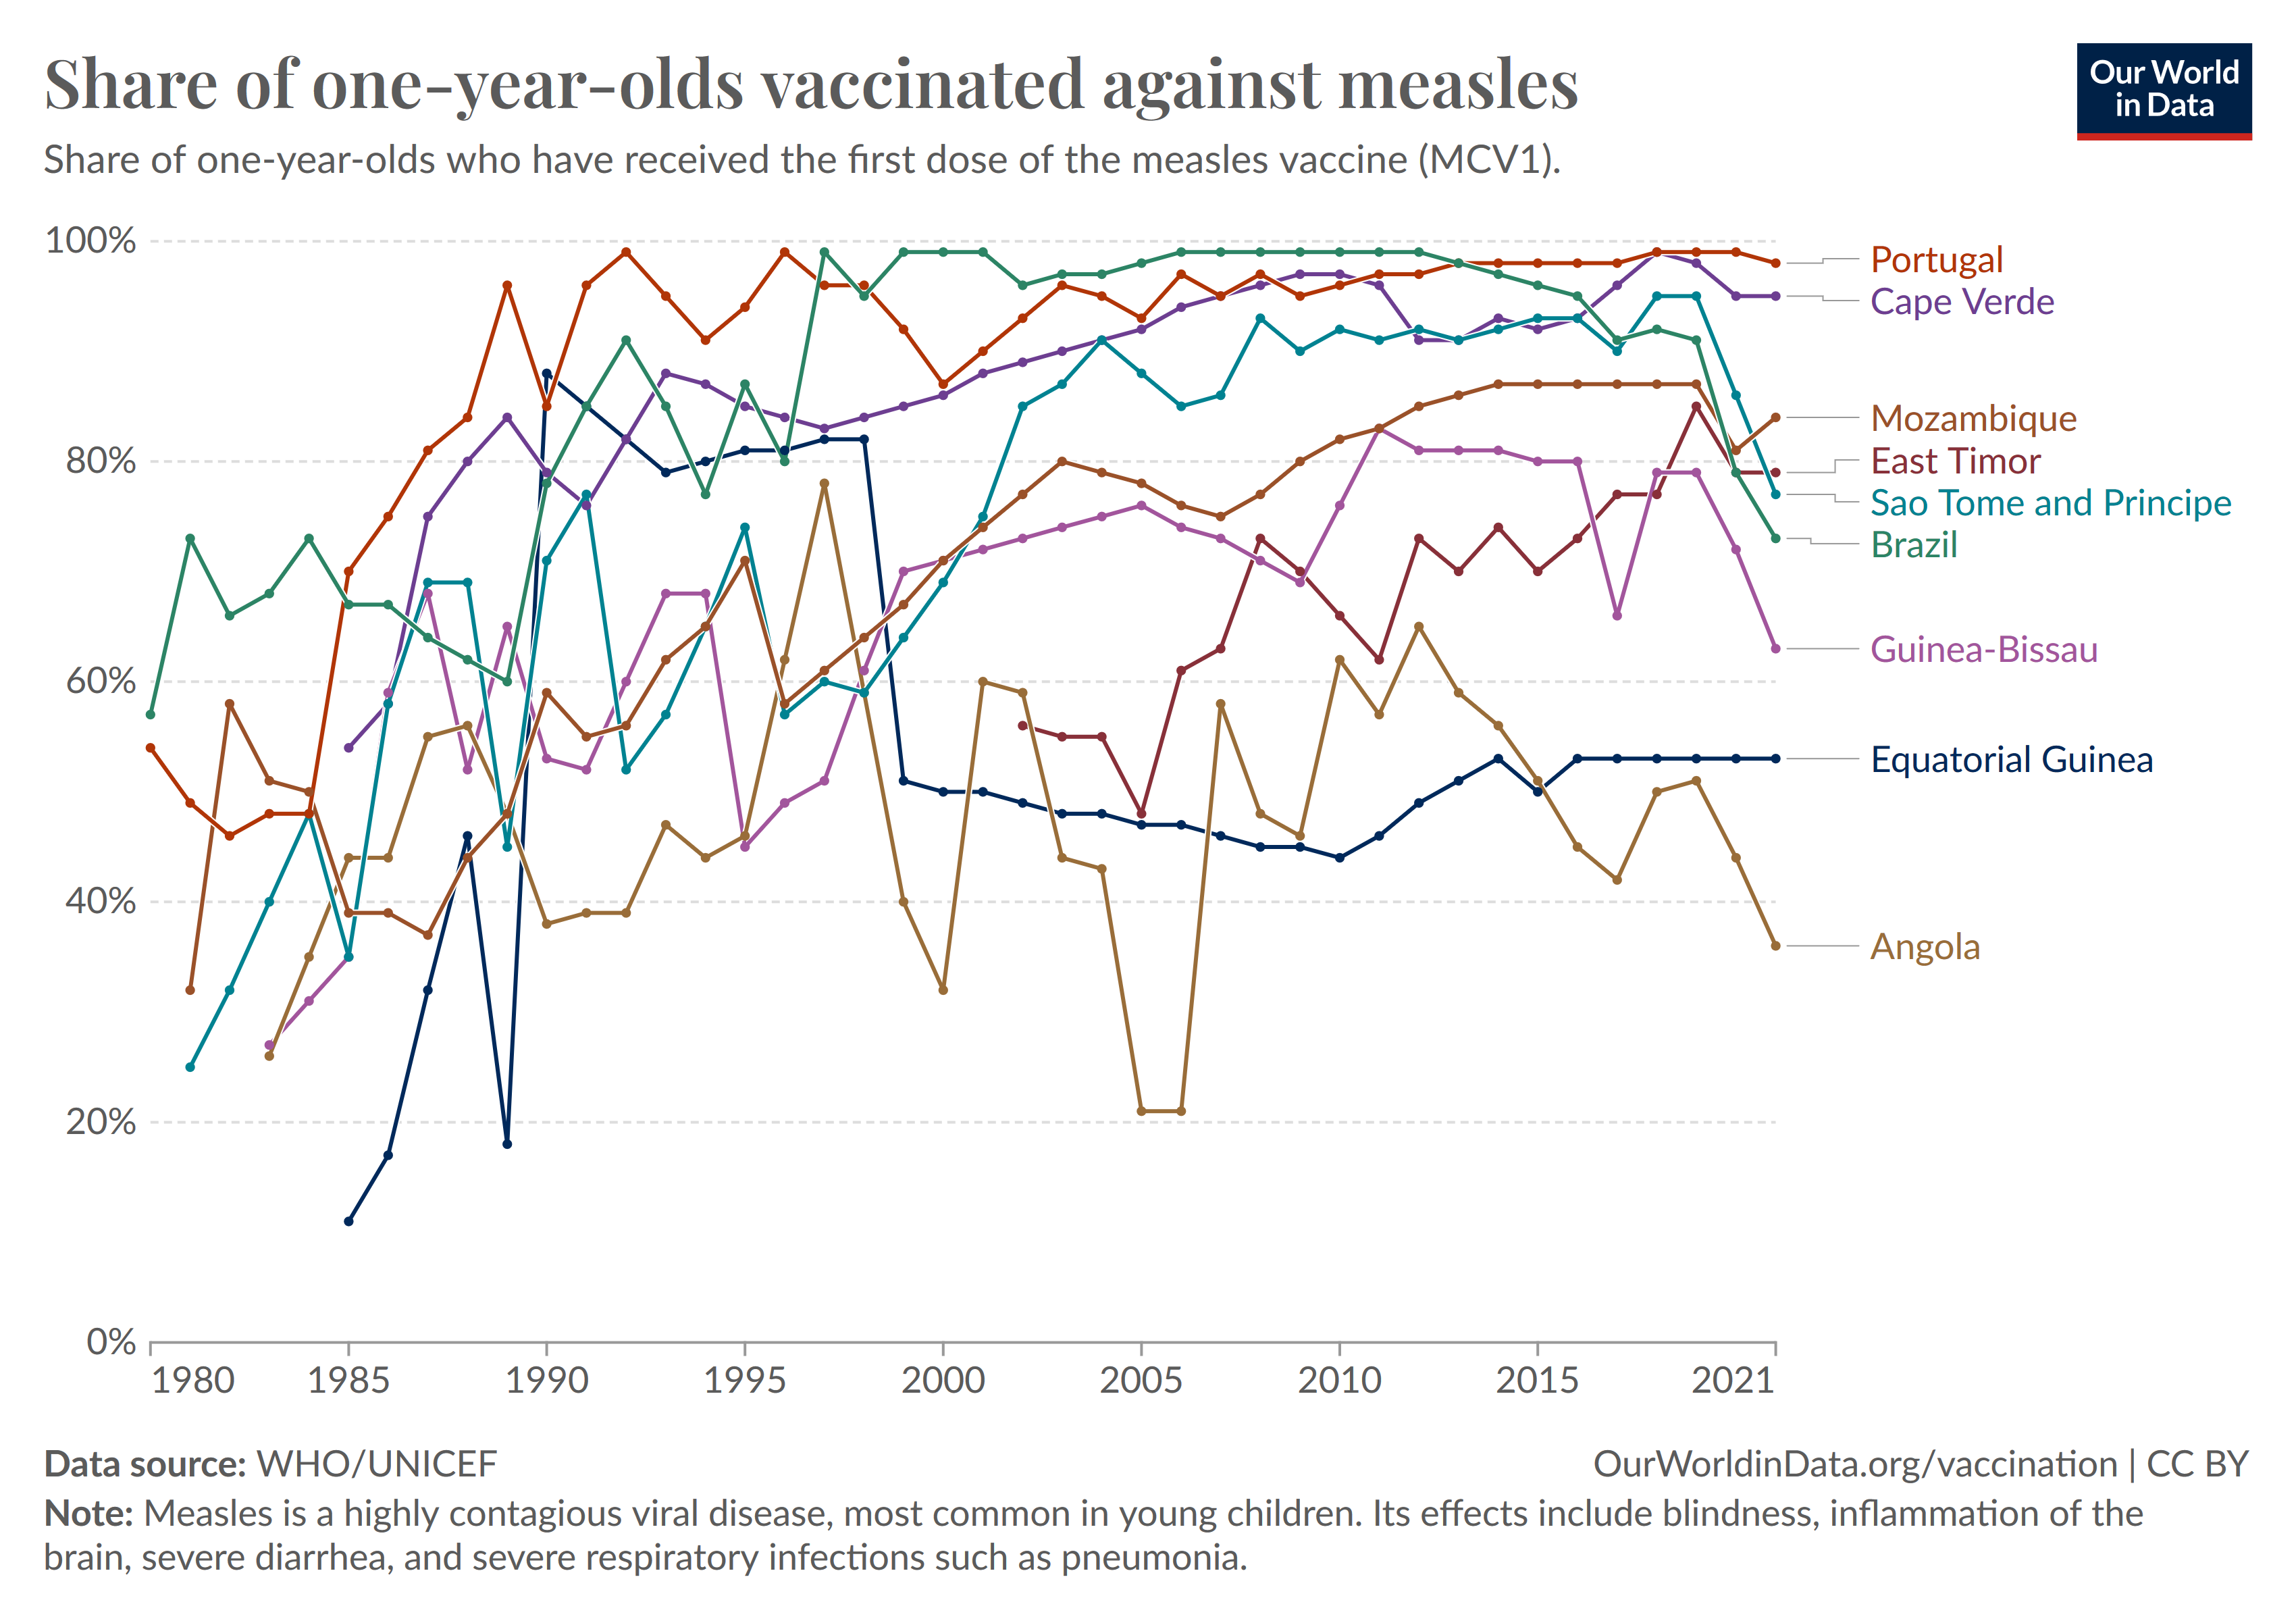 Share of one-year-olds vaccinated against measles
Our World
in Data
Share of one-year-olds who have received the first dose of the measles vaccine (MCV1).
100%
80%
60%
40%
20%
0%
Portugal
Cape Verde
Mozambique
East Timor
Sao Tome and Principe
Brazil
Guinea-Bissau
Equatorial Guinea
Angola
1980 1985 1990 1995 2000 2005 2010 2015 2021
Data source: WHO/UNICEF
OurWorldinData.org/vaccination | CC BY
Note: Measles is a highly contagious viral disease, most common in young children. Its effects include blindness, inflammation of the
brain, severe diarrhea, and severe respiratory infections such as pneumonia.